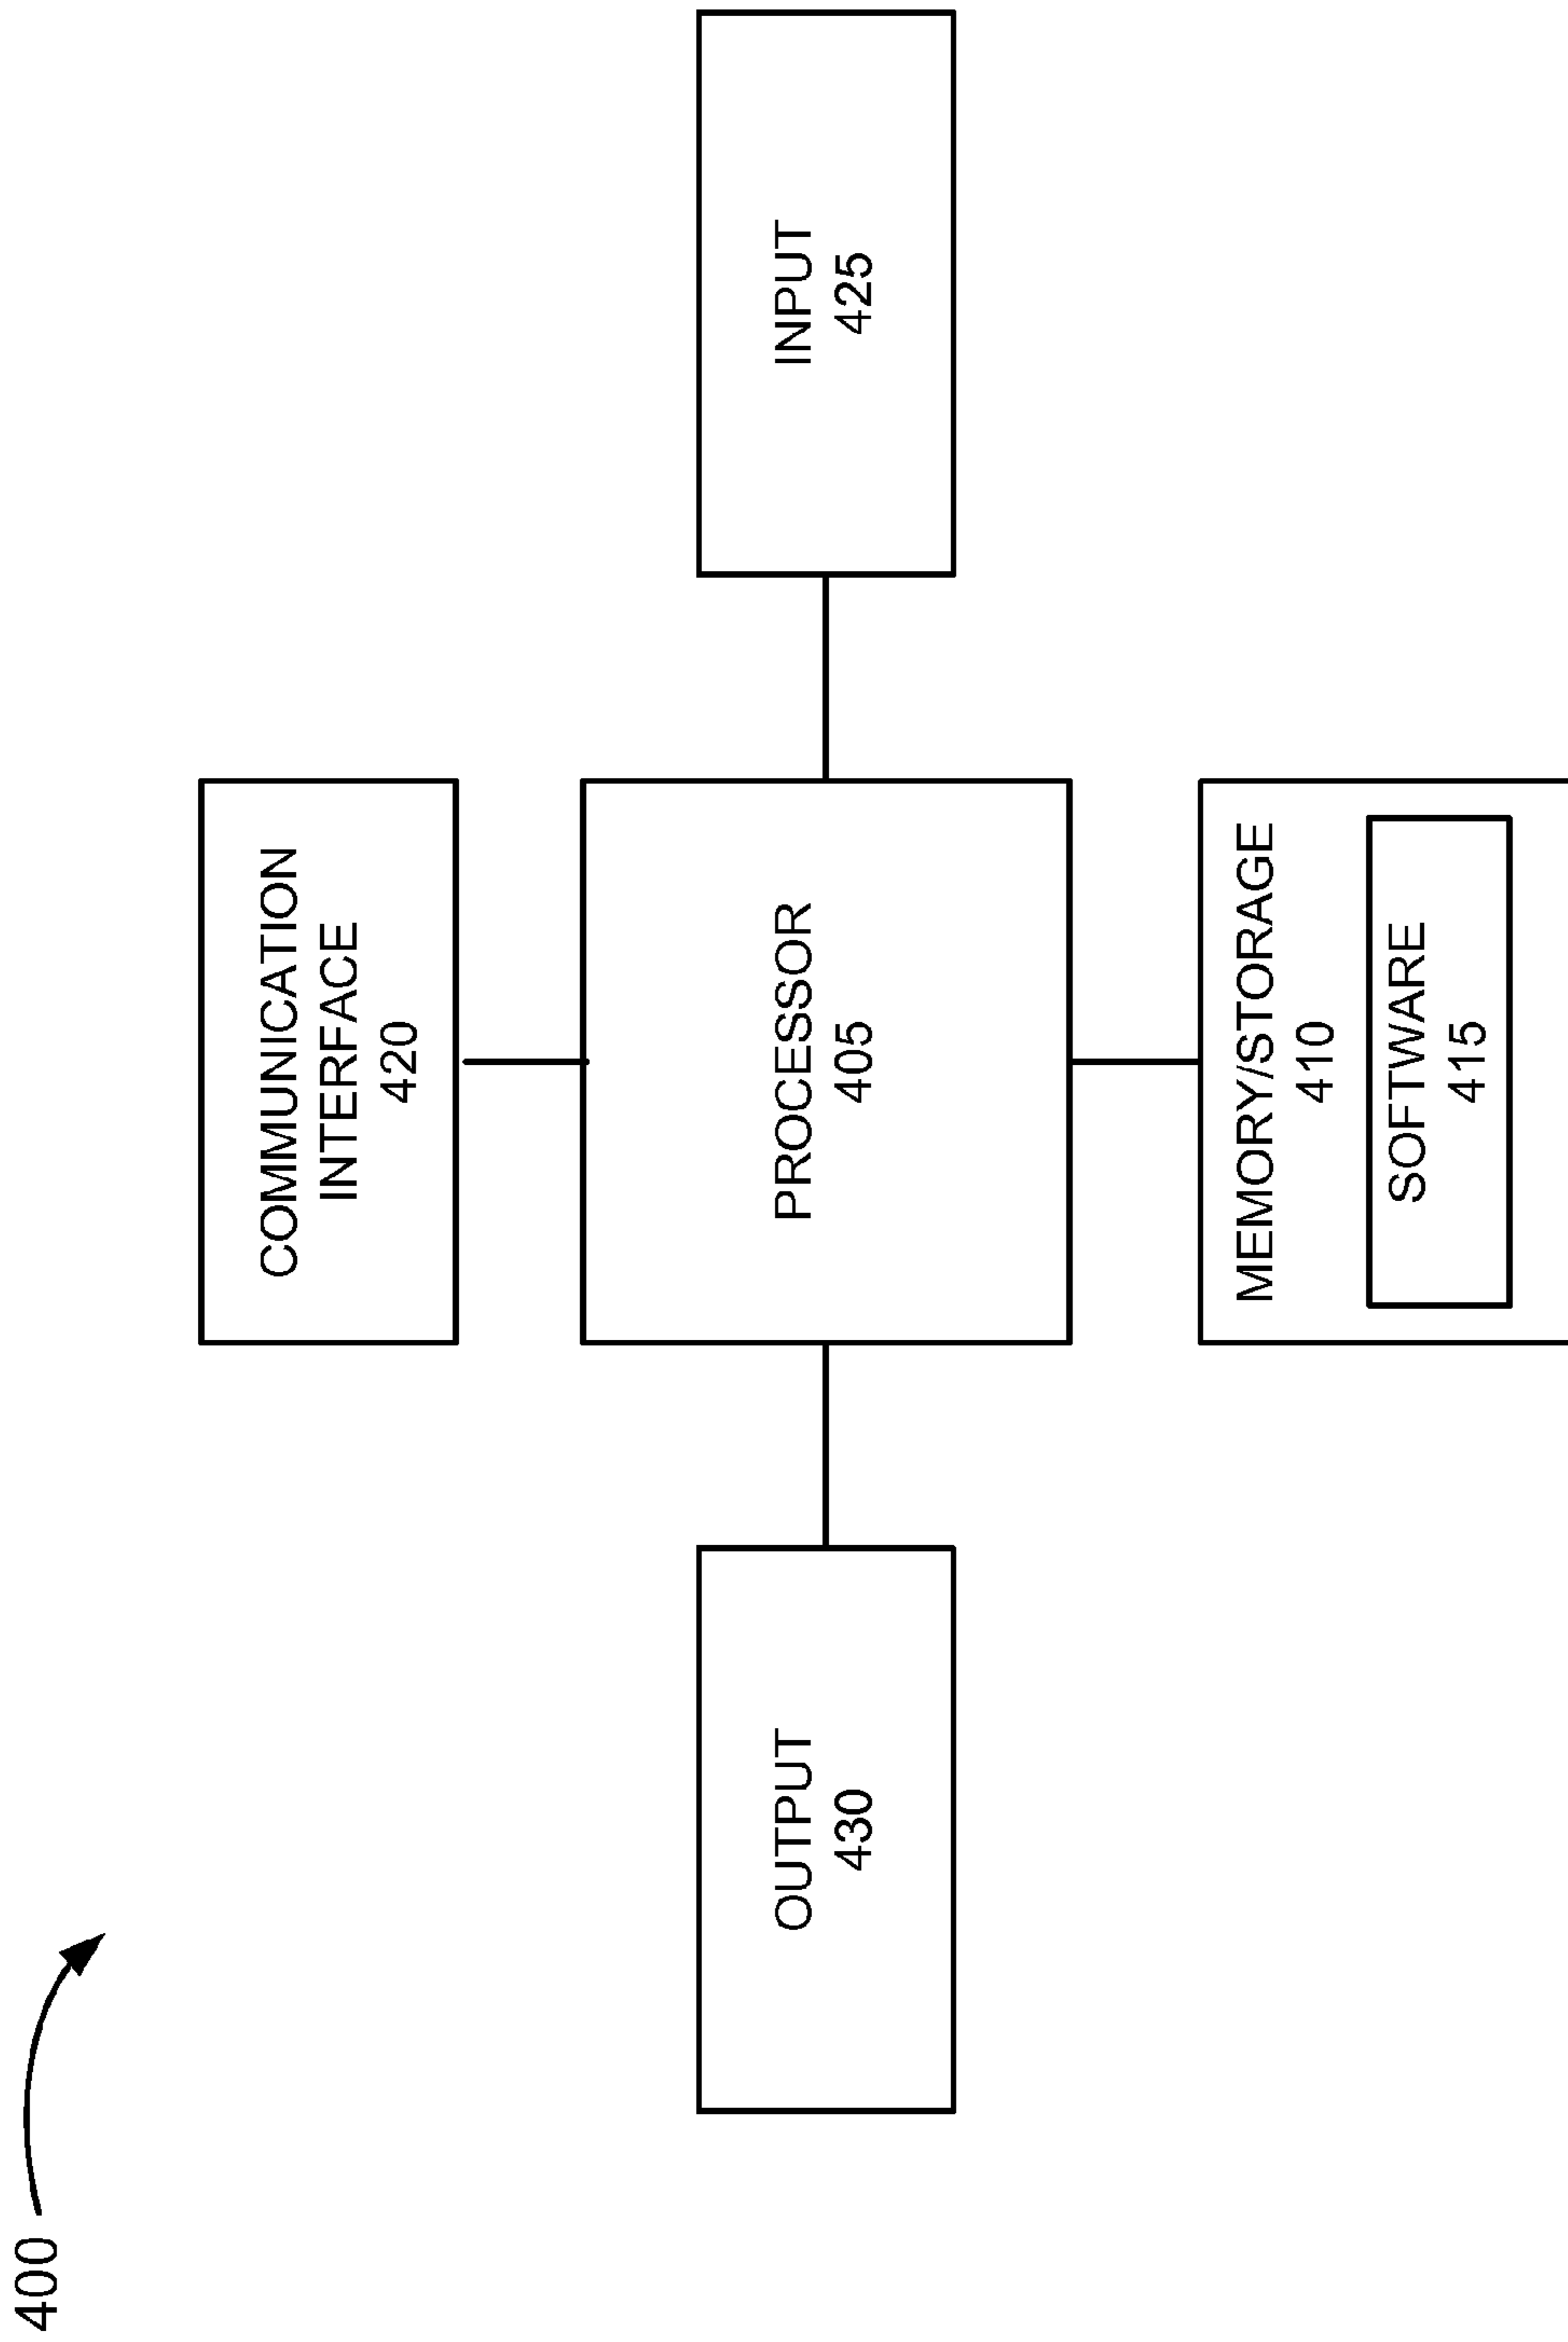 400
COMMUNICATION
INTERFACE
420
OUTPUT
430
PROCESSOR
405
INPUT
425
MEMORY/STORAGE
410
SOFTWARE
415